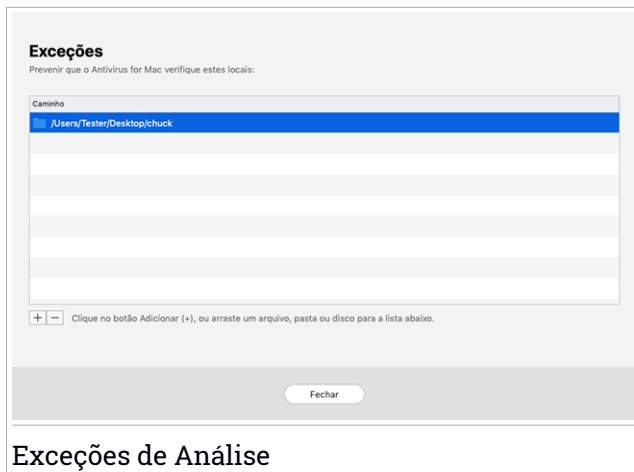 Exceções
Prevenir que o Antivirus for Mac verifique estes locais:
Caminho
/Users/Tester/Desktop/chuck
+ − Clique no botão Adicionar (+), ou arraste um arquivo, pasta ou disco para a lista abaixo.
Fechar
Exceções de Análise